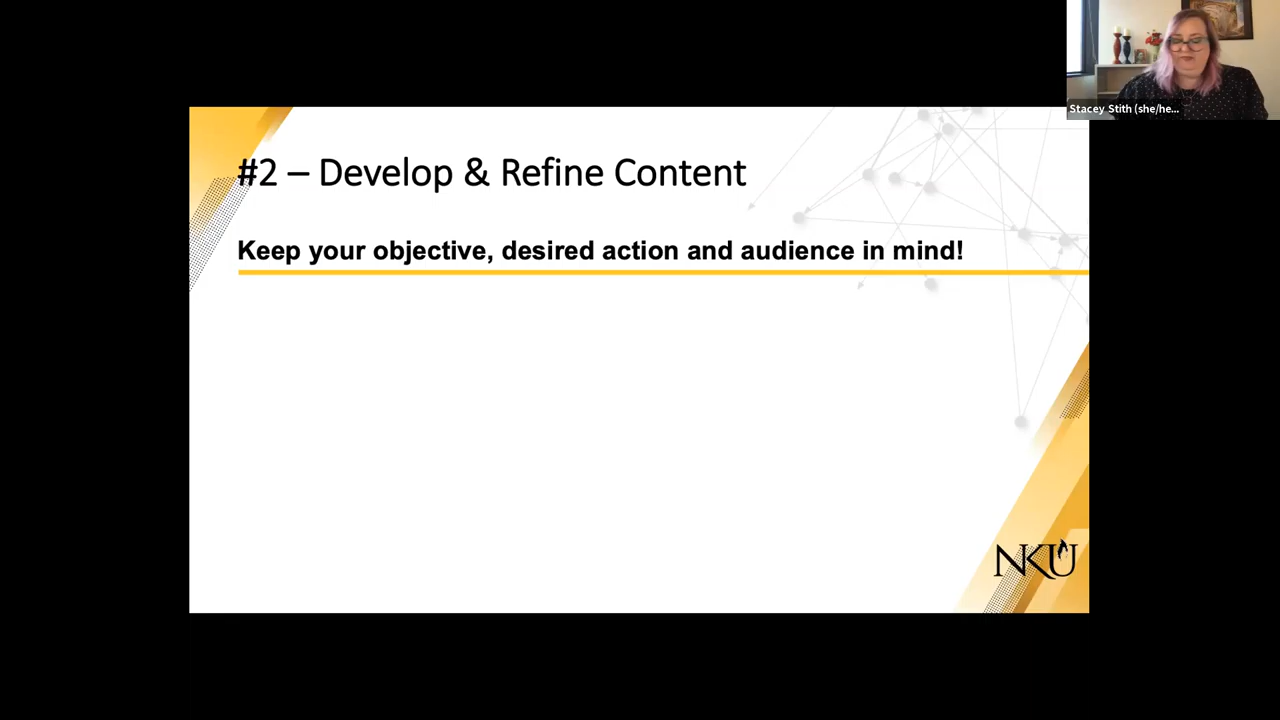 Stacey Stith (she/he...
#2 – Develop & Refine Content
Keep your objective, desired action and audience in mind!
NKU